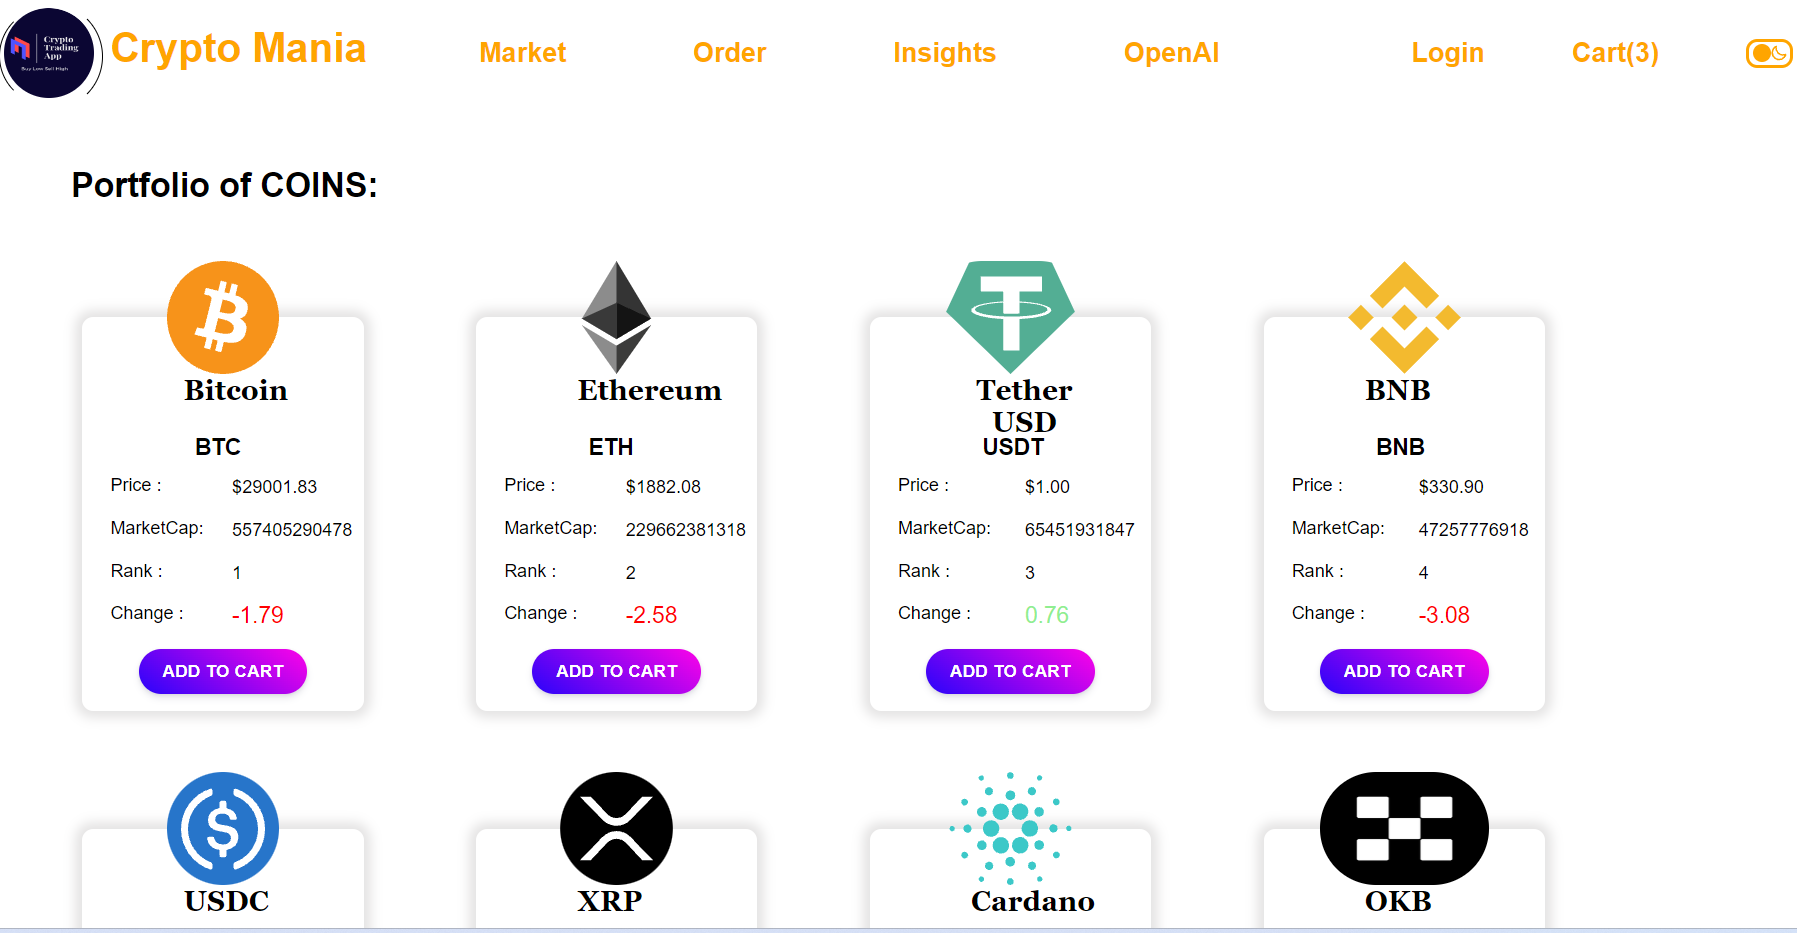 Crypto
Trading
App
Buy Low Sell High
Crypto Mania
Market
Order
Insights
OpenAI
Login
Cart(3)
Portfolio of COINS:
Bitcoin
BTC
Price : $29001.83
MarketCap: 557405290478
Rank : 1
Change : -1.79
ADD TO CART
Ethereum
ETH
Price : $1882.08
MarketCap: 229662381318
Rank : 2
Change : -2.58
ADD TO CART
Tether
USD
USDT
Price : $1.00
MarketCap: 65451931847
Rank : 3
Change : 0.76
ADD TO CART
BNB
BNB
Price : $330.90
MarketCap: 47257776918
Rank : 4
Change : -3.08
ADD TO CART
USDC
XRP
Cardano
OKB